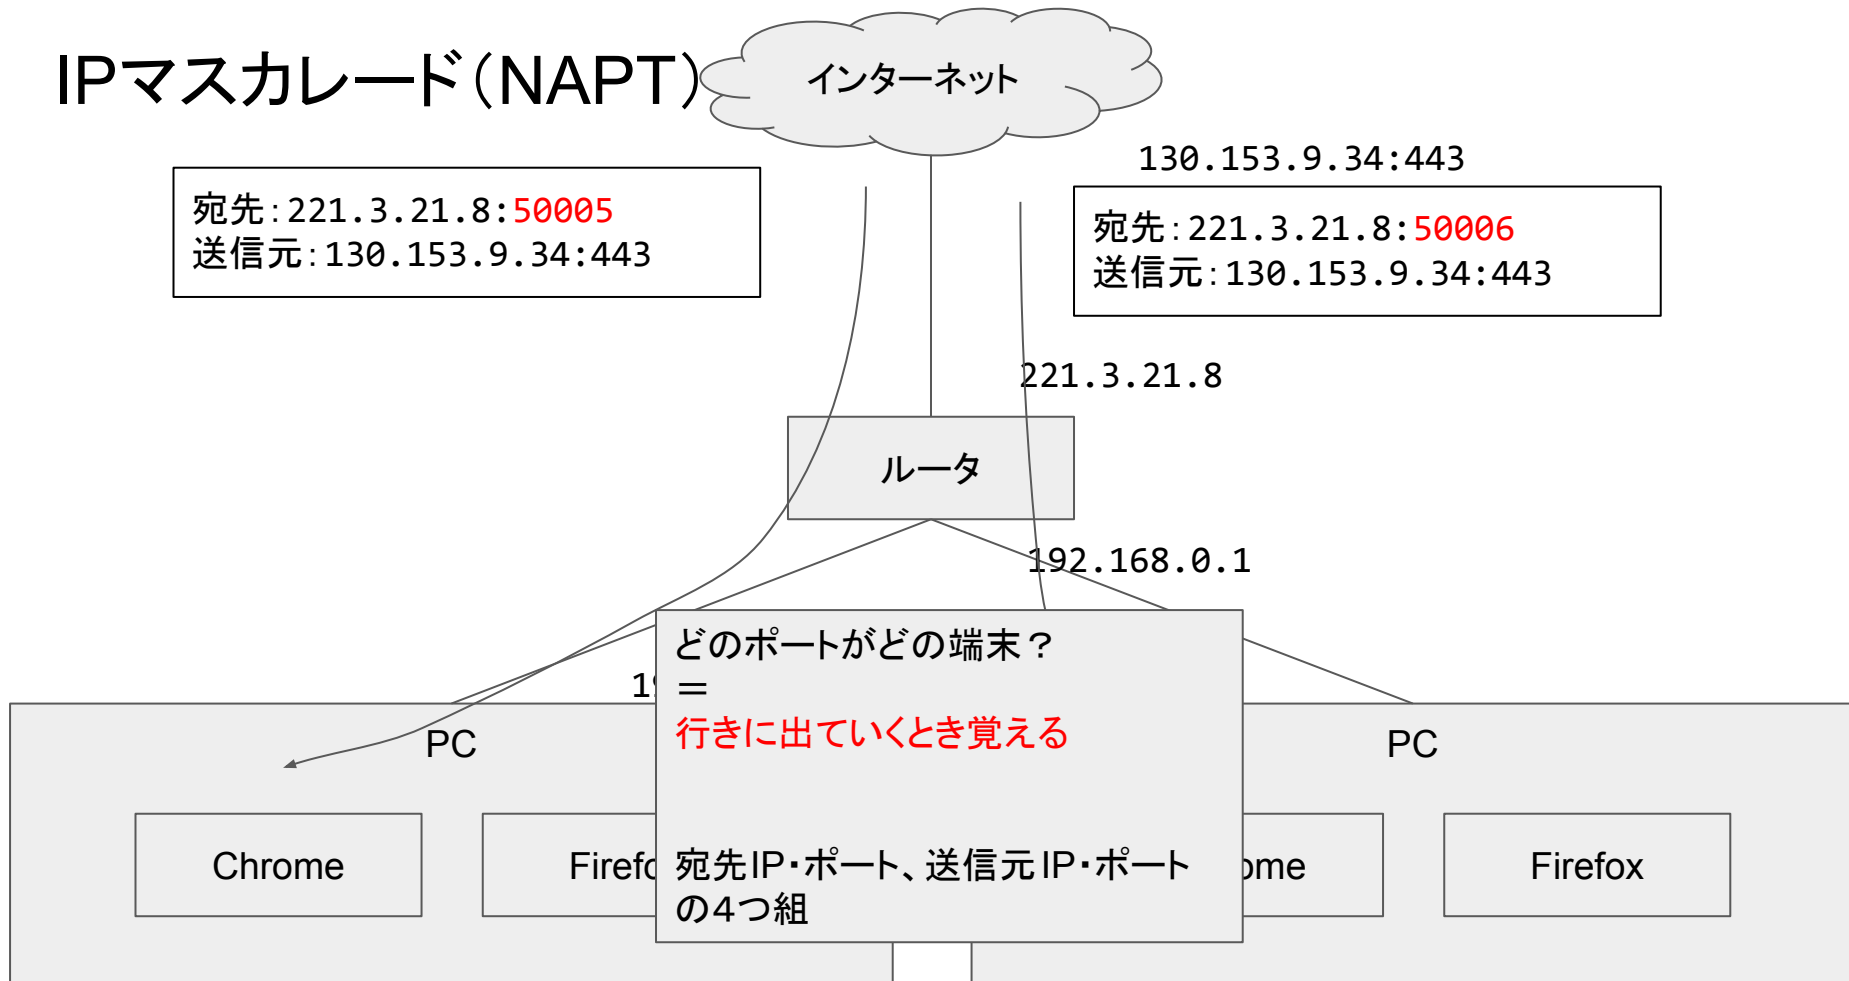 IPマスカレード（NAPT）
インターネット
130.153.9.34:443
宛先：221.3.21.8:50005
送信元：130.153.9.34:443
宛先：221.3.21.8:50006
送信元：130.153.9.34:443
221.3.21.8
ルータ
192.168.0.1
どのポートがどの端末？
＝
行きに出ていくとき覚える
宛先IP・ポート、送信元IP・ポート
の４つ組
PC
PC
Chrome
Firefox